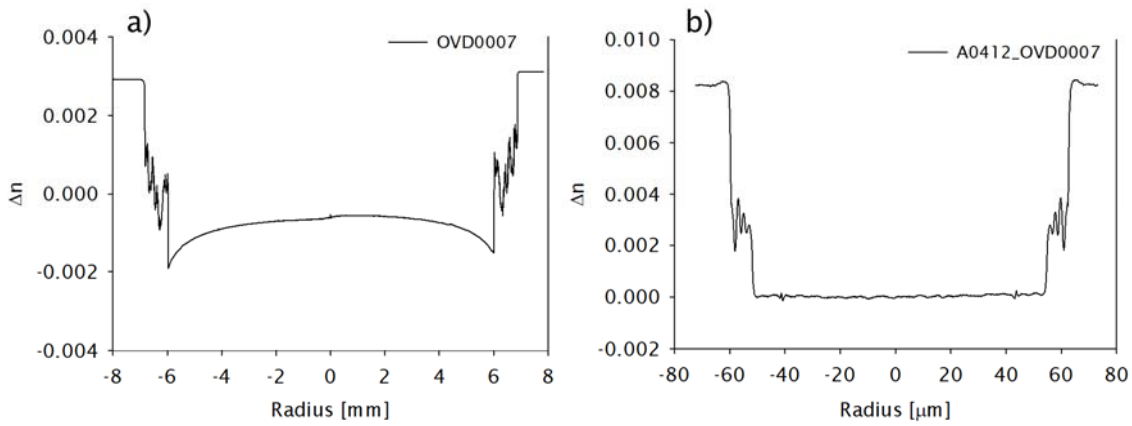 a)
OVD0007
0.004
0.002
0.000
-0.002
-0.004
Δn
-8 -6 -4 -2 0 2 4 6 8
Radius [mm]
b)
A0412_OVD0007
0.010
0.008
0.006
0.004
0.002
0.000
-0.002
Δn
-80 -60 -40 -20 0 20 40 60 80
Radius [µm]